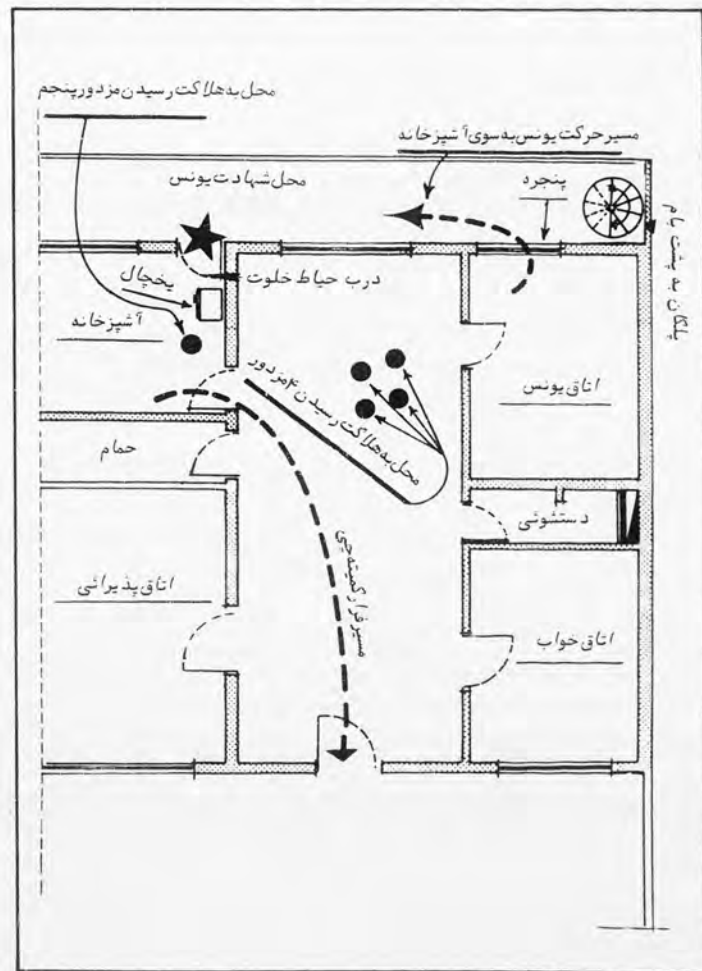 محل به هلاکت رسیدن مزدور پنجم
مسیر حرکت یونس به سوی آشپزخانه
محل شهادت یونس
پنجره
پلکان به پشت بام
درب حیاط خلوت
یخچال
آشپزخانه
اتاق یونس
محل به هلاکت رسیدن ۴ مزدور
حمام
دستشوئی
مسیر فرار کمیته‌چی
اتاق پذیرائی
اتاق خواب